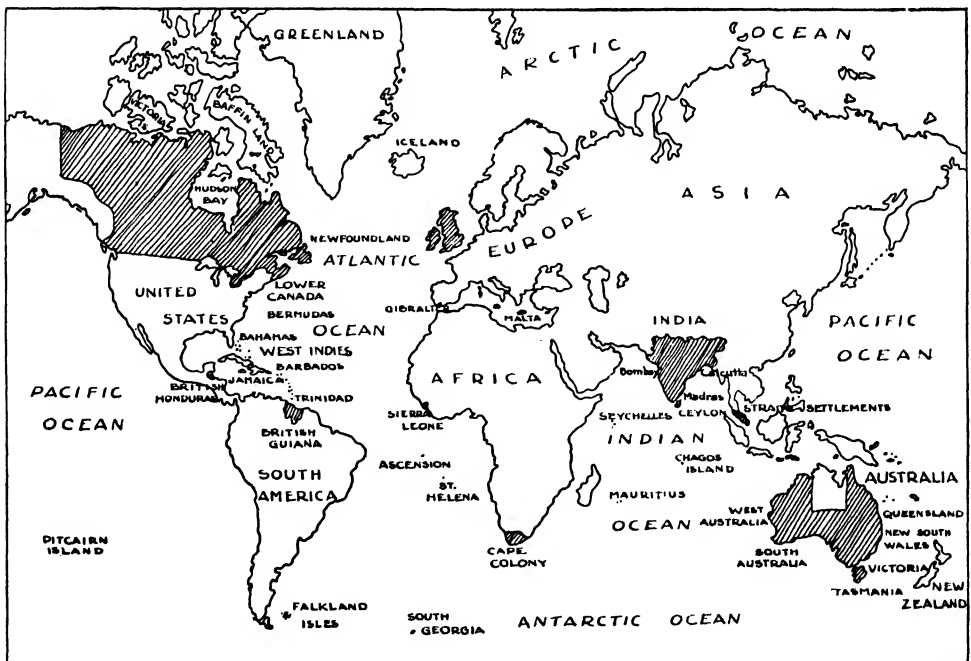 GREENLAND
ARCTIC
OCEAN
VICTORIA
IS
BAFFIN LAND
ICELAND
HUDSON
BAY
ASIA
EUROPE
NEWFOUNDLAND
ATLANTIC
OCEAN
LOWER
CANADA
UNITED
STATES
BERMUDAS
GIBRALTER
MALTA
INDIA
PACIFIC
OCEAN
BAHAMAS
WEST INDIES
BARBADOS
JAMAICA
BRITISH
HONDURAS
TRINIDAD
AFRICA
Bombay
Calcutta
Madras
CEYLON
STRAITS SETTLEMENTS
PACIFIC
OCEAN
SIERRA
LEONE
SEYCHELLES
BRITISH
GUIANA
INDIAN
OCEAN
CHAGOS
ISLAND
ASCENSION
ST.
HELENA
SOUTH
AMERICA
MAURITIUS
AUSTRALIA
WEST
AUSTRALIA
QUEENSLAND
NEW SOUTH
WALES
PITCAIRN
ISLAND
CAPE
COLONY
SOUTH
AUSTRALIA
VICTORIA
TASMANIA
NEW
ZEALAND
FALKLAND
ISLES
SOUTH
GEORGIA
ANTARCTIC OCEAN